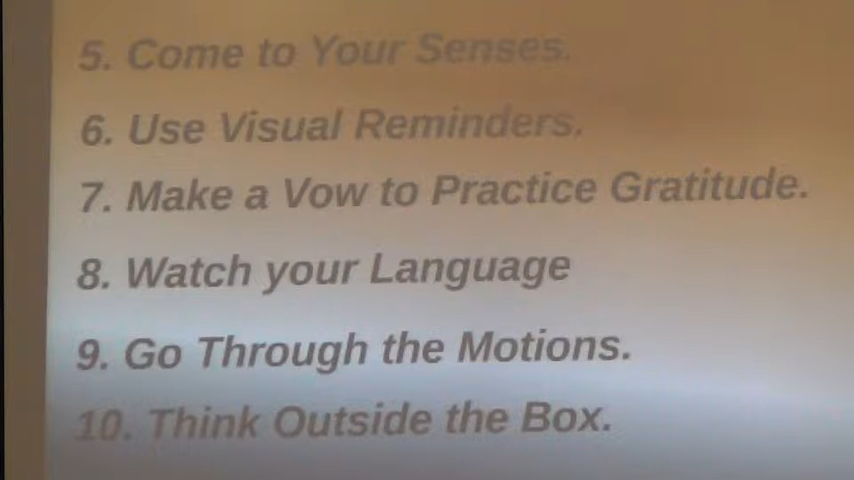 5. Come to Your Senses.
6. Use Visual Reminders.
7. Make a Vow to Practice Gratitude.
8. Watch your Language
9. Go Through the Motions.
10. Think Outside the Box.